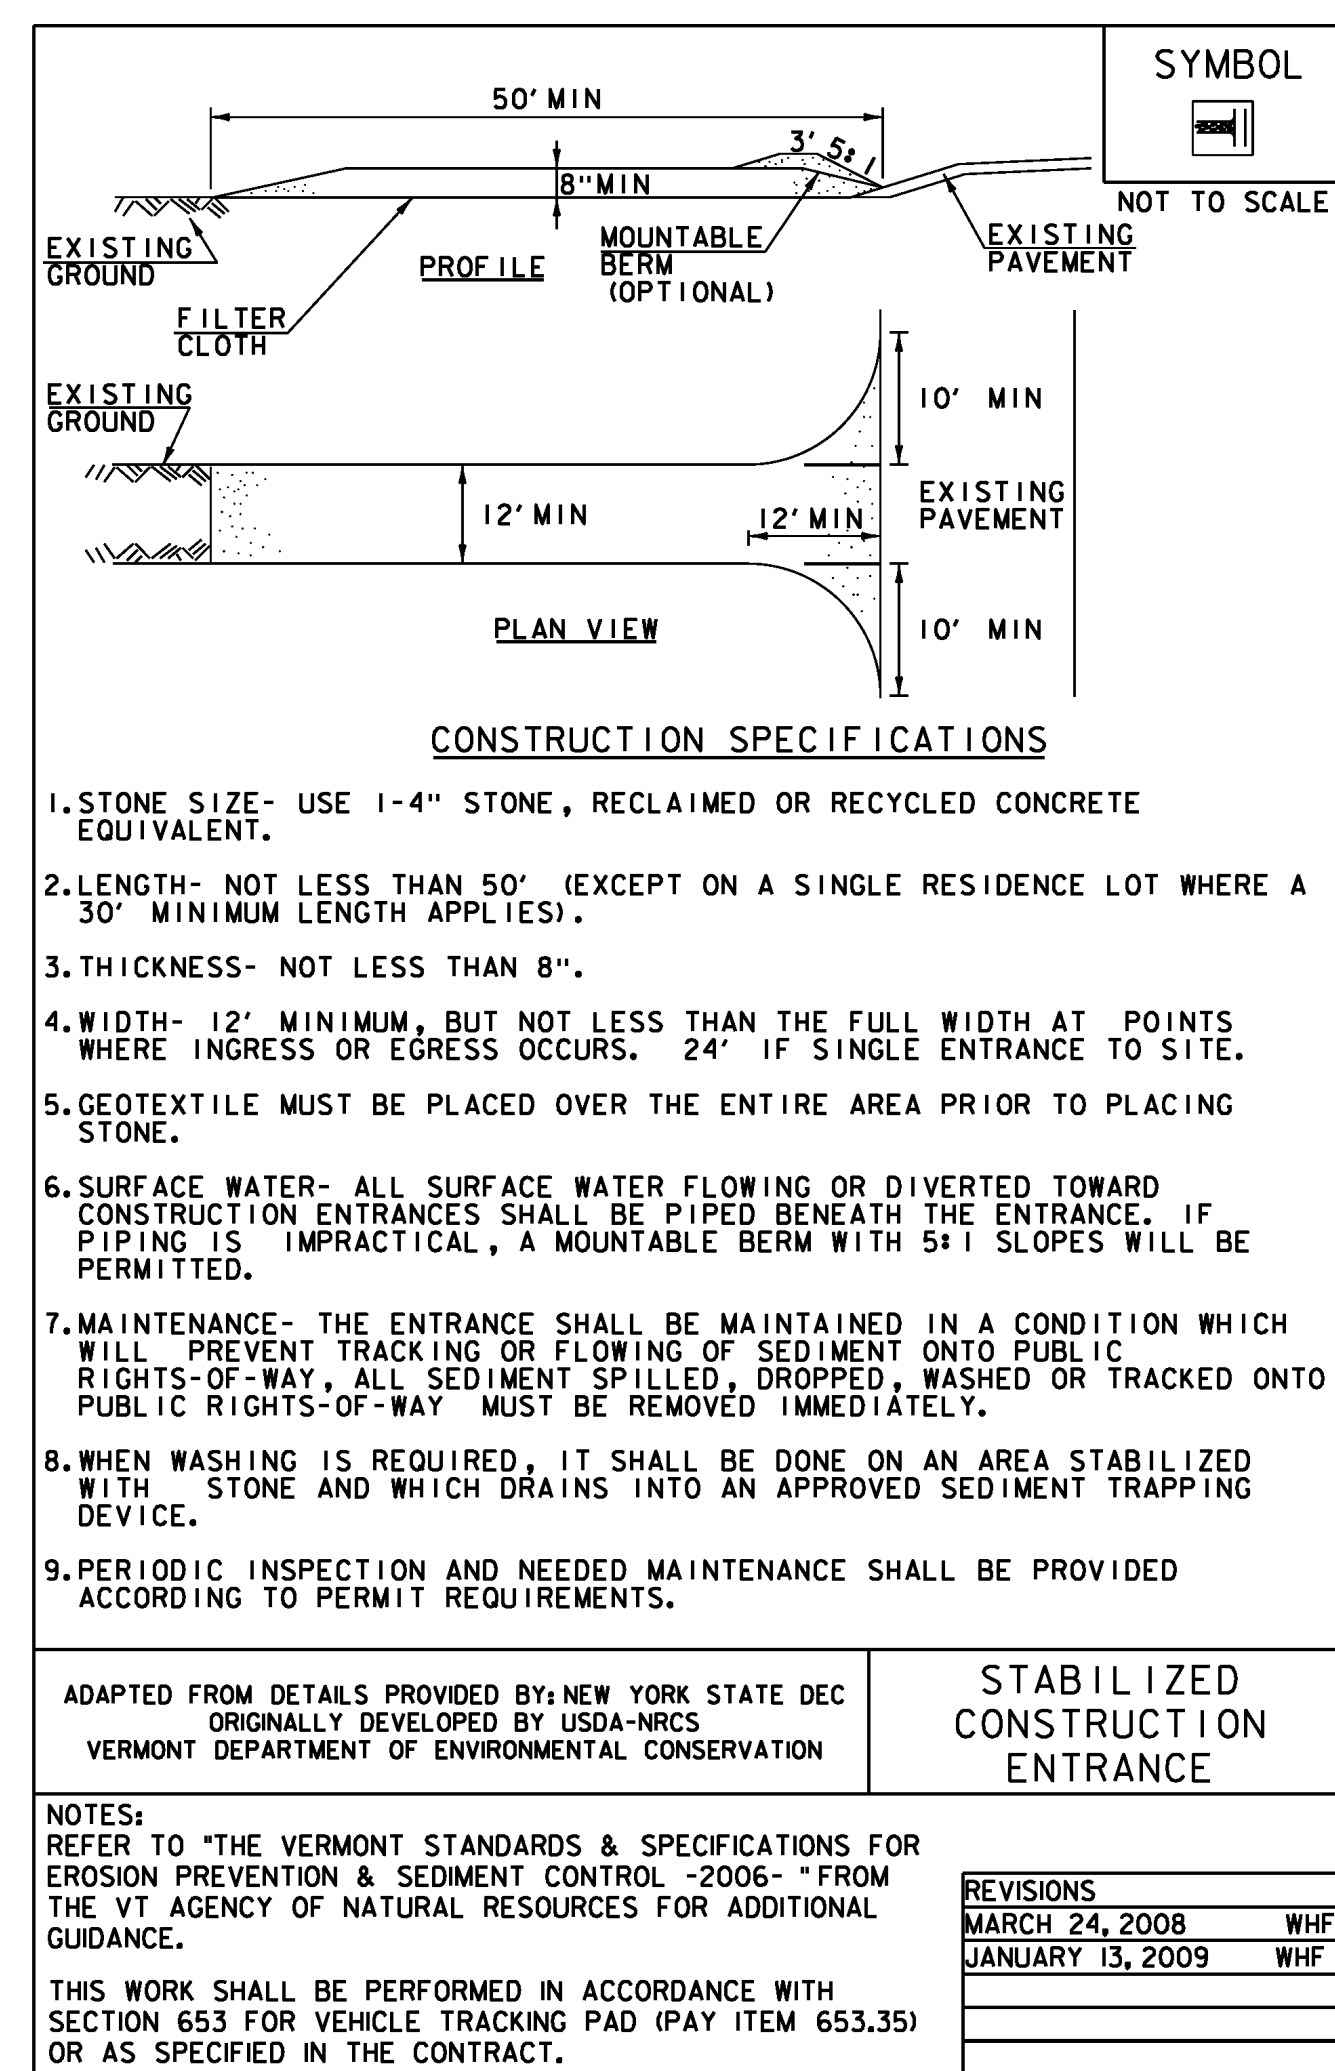 SYMBOL
NOT TO SCALE
50' MIN
3' 5:1
8" MIN
EXISTING
GROUND
PROFILE
MOUNTABLE
BERM
(OPTIONAL)
EXISTING
PAVEMENT
FILTER
CLOTH
EXISTING
GROUND
10' MIN
12' MIN
12' MIN
EXISTING
PAVEMENT
10' MIN
PLAN VIEW
CONSTRUCTION SPECIFICATIONS
1. STONE SIZE- USE 1-4" STONE, RECLAIMED OR RECYCLED CONCRETE
EQUIVALENT.
2. LENGTH- NOT LESS THAN 50' (EXCEPT ON A SINGLE RESIDENCE LOT WHERE A
30' MINIMUM LENGTH APPLIES).
3. THICKNESS- NOT LESS THAN 8".
4. WIDTH- 12' MINIMUM, BUT NOT LESS THAN THE FULL WIDTH AT POINTS
WHERE INGRESS OR EGRESS OCCURS. 24' IF SINGLE ENTRANCE TO SITE.
5. GEOTEXTILE MUST BE PLACED OVER THE ENTIRE AREA PRIOR TO PLACING
STONE.
6. SURFACE WATER- ALL SURFACE WATER FLOWING OR DIVERTED TOWARD
CONSTRUCTION ENTRANCES SHALL BE PIPED BENEATH THE ENTRANCE. IF
PIPING IS IMPRACTICAL, A MOUNTABLE BERM WITH 5:1 SLOPES WILL BE
PERMITTED.
7. MAINTENANCE- THE ENTRANCE SHALL BE MAINTAINED IN A CONDITION WHICH
WILL PREVENT TRACKING OR FLOWING OF SEDIMENT ONTO PUBLIC
RIGHTS-OF-WAY, ALL SEDIMENT SPILLED, DROPPED, WASHED OR TRACKED ONTO
PUBLIC RIGHTS-OF-WAY MUST BE REMOVED IMMEDIATELY.
8. WHEN WASHING IS REQUIRED, IT SHALL BE DONE ON AN AREA STABILIZED
WITH STONE AND WHICH DRAINS INTO AN APPROVED SEDIMENT TRAPPING
DEVICE.
9. PERIODIC INSPECTION AND NEEDED MAINTENANCE SHALL BE PROVIDED
ACCORDING TO PERMIT REQUIREMENTS.
ADAPTED FROM DETAILS PROVIDED BY: NEW YORK STATE DEC
ORIGINALLY DEVELOPED BY USDA-NRCS
VERMONT DEPARTMENT OF ENVIRONMENTAL CONSERVATION
STABILIZED
CONSTRUCTION
ENTRANCE
NOTES:
REFER TO "THE VERMONT STANDARDS & SPECIFICATIONS FOR
EROSION PREVENTION & SEDIMENT CONTROL -2006- " FROM
THE VT AGENCY OF NATURAL RESOURCES FOR ADDITIONAL
GUIDANCE.
THIS WORK SHALL BE PERFORMED IN ACCORDANCE WITH
SECTION 653 FOR VEHICLE TRACKING PAD (PAY ITEM 653.35)
OR AS SPECIFIED IN THE CONTRACT.
REVISIONS
MARCH 24, 2008 WHF
JANUARY 13, 2009 WHF